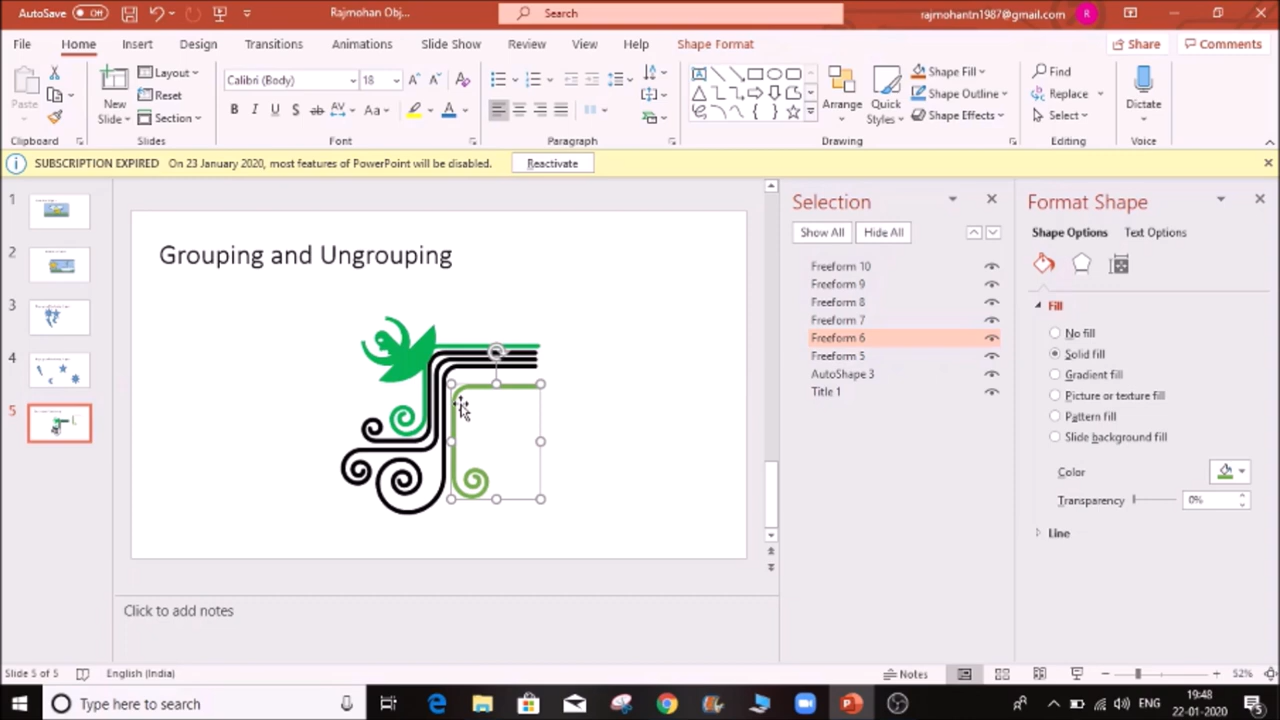 AutoSave Off Rajmohan Obj... Search rajmohantn1987@gmail.com R
File Home Insert Design Transitions Animations Slide Show Review View Help Shape Format Share Comments
Paste New Slide Layout Reset Section Calibri (Body) 18 Arrange Quick Styles Shape Fill Shape Outline Shape Effects Find Replace Select Dictate
Clipboard Slides Font Paragraph Drawing Editing Voice
SUBSCRIPTION EXPIRED On 23 January 2020, most features of PowerPoint will be disabled. Reactivate
1
2
3
4
5
Grouping and Ungrouping
Click to add notes
Selection
Show All Hide All
Freeform 10
Freeform 9
Freeform 8
Freeform 7
Freeform 6
Freeform 5
AutoShape 3
Title 1
Format Shape
Shape Options Text Options
Fill
No fill
Solid fill
Gradient fill
Picture or texture fill
Pattern fill
Slide background fill
Color
Transparency 0%
Line
Slide 5 of 5 English (India) Notes 52%
Type here to search ENG 19:48
22-01-2020 5